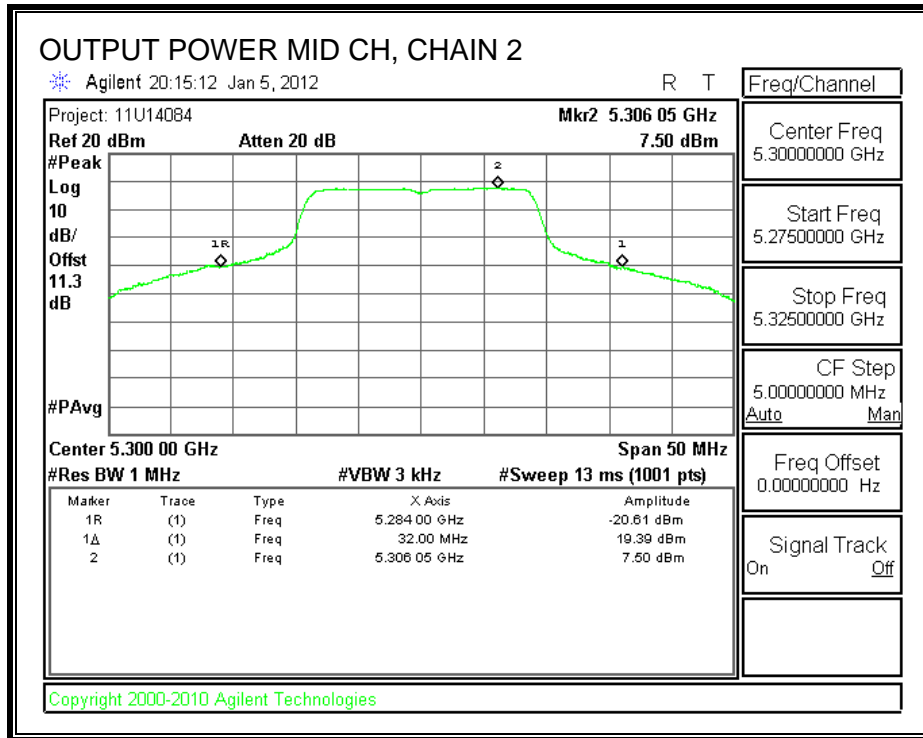 OUTPUT POWER MID CH, CHAIN 2
Agilent 20:15:12 Jan 5, 2012 R T
Project: 11U14084 Mkr2 5.306 05 GHz
Ref 20 dBm Atten 20 dB 7.50 dBm
#Peak
Log
10
dB/
Offst
11.3
dB
#PAvg
2
1R
1
Center 5.300 00 GHz Span 50 MHz
#Res BW 1 MHz #VBW 3 kHz #Sweep 13 ms (1001 pts)
Marker Trace Type X Axis Amplitude
1R (1) Freq 5.284 00 GHz -20.61 dBm
1Δ (1) Freq 32.00 MHz 19.39 dBm
2 (1) Freq 5.306 05 GHz 7.50 dBm
Freq/Channel
Center Freq
5.30000000 GHz
Start Freq
5.27500000 GHz
Stop Freq
5.32500000 GHz
CF Step
5.00000000 MHz
Auto Man
Freq Offset
0.00000000 Hz
Signal Track
On Off
Copyright 2000-2010 Agilent Technologies